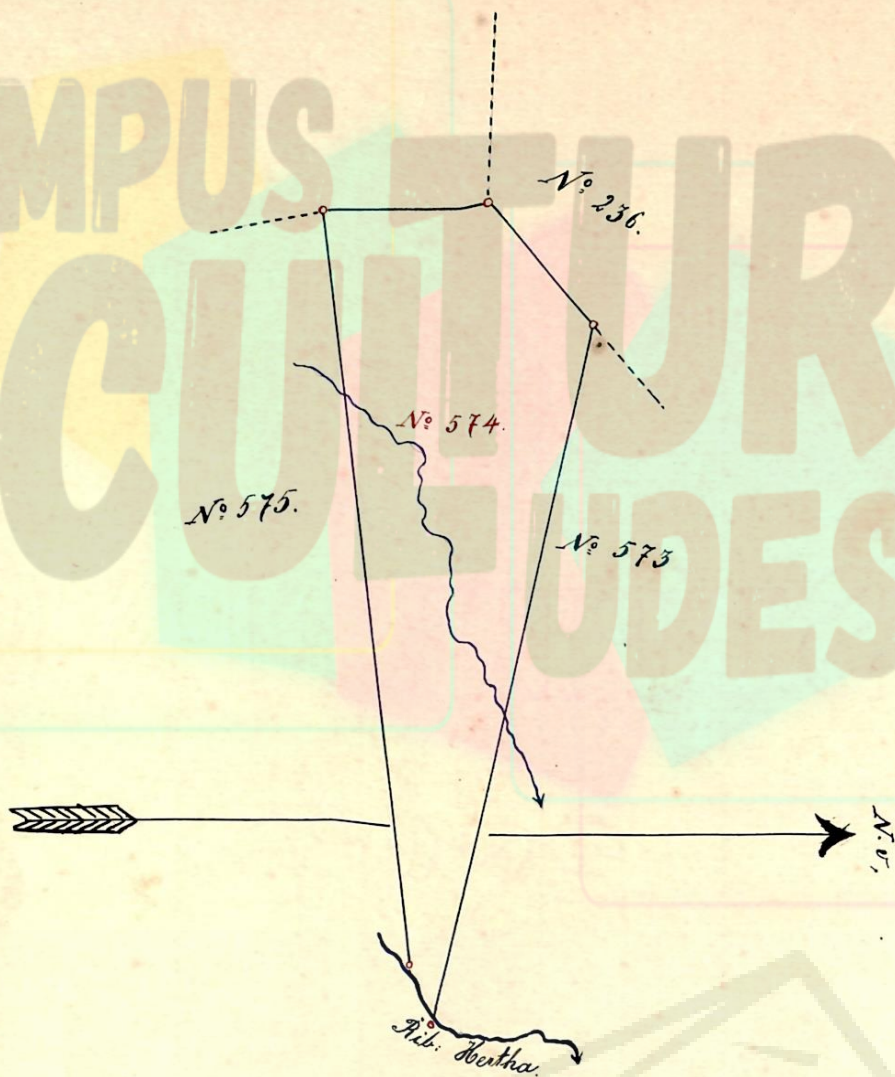 MPUS
CULTUR
UDES
Nº 236.
Nº 574.
Nº 575.
Nº 573
N. v.
Rib: Hertha.